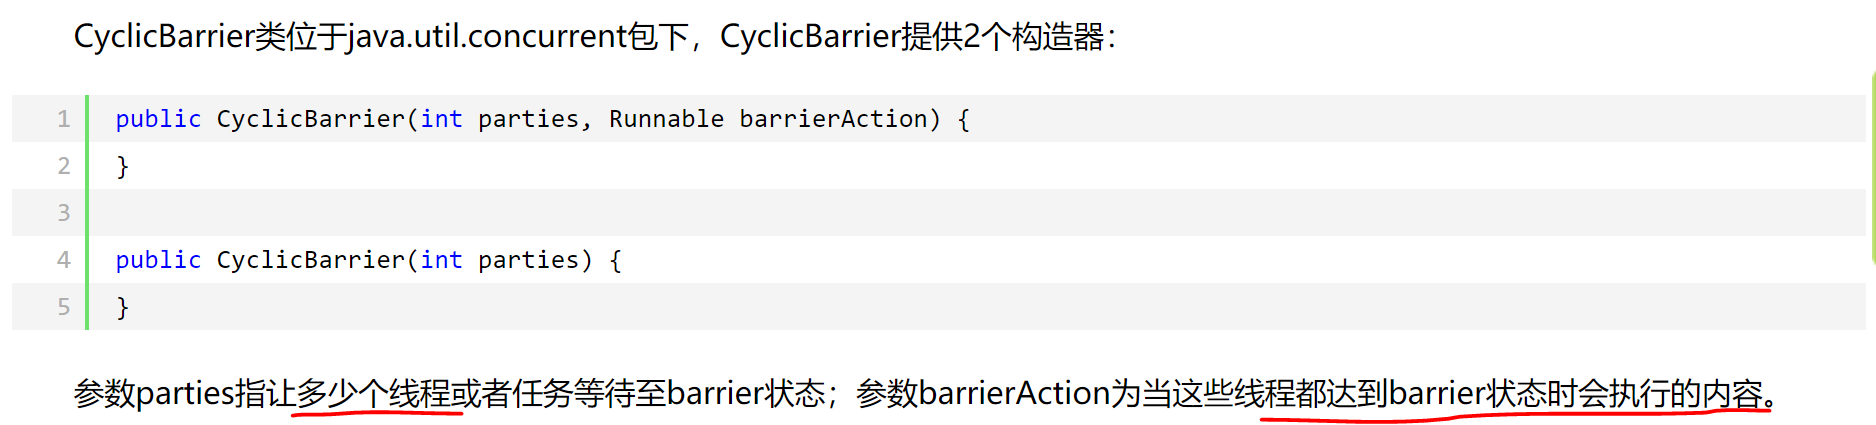 CyclicBarrier类位于java.util.concurrent包下，CyclicBarrier提供2个构造器：
1 public CyclicBarrier(int parties, Runnable barrierAction) {
2 }
3
4 public CyclicBarrier(int parties) {
5 }
参数parties指让多少个线程或者任务等待至barrier状态；参数barrierAction为当这些线程都达到barrier状态时会执行的内容。